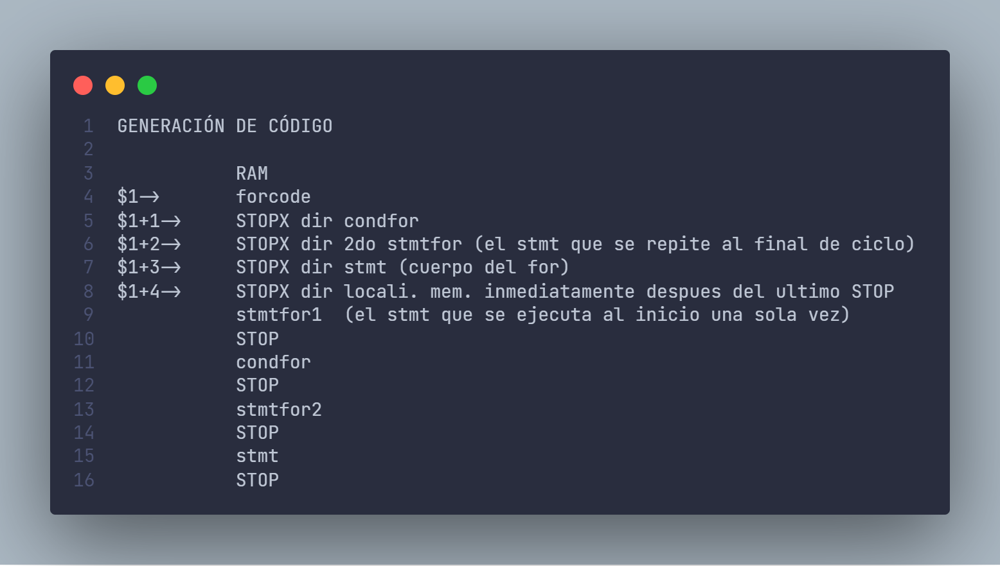 1 GENERACIÓN DE CÓDIGO
2
3 RAM
4 $1-> forcode
5 $1+1-> STOPX dir condfor
6 $1+2-> STOPX dir 2do stmtfor (el stmt que se repite al final de ciclo)
7 $1+3-> STOPX dir stmt (cuerpo del for)
8 $1+4-> STOPX dir locali. mem. inmediatamente despues del ultimo STOP
9 stmtfor1  (el stmt que se ejecuta al inicio una sola vez)
10 STOP
11 condfor
12 STOP
13 stmtfor2
14 STOP
15 stmt
16 STOP